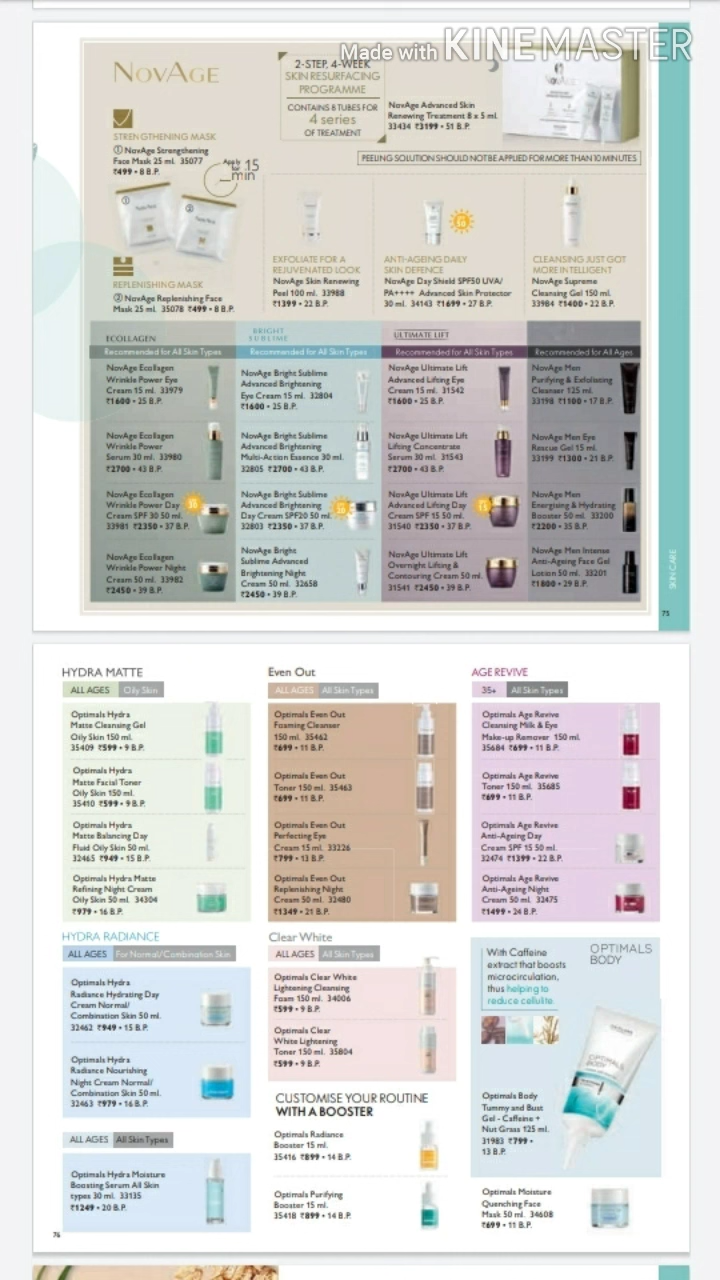 Made with KINEMASTER
NOVAGE
2-STEP, 4-WEEK
SKIN RESURFACING
PROGRAMME
CONTAINS 8 TUBES FOR
4 series
OF TREATMENT
NovAge Advanced Skin
Renewing Treatment 8 x 5 ml.
33434 ₹3199 • 51 B.P.
PEELING SOLUTION SHOULD NOT BE APPLIED FOR MORE THAN 10 MINUTES
STRENGTHENING MASK
① NovAge Strengthening
Face Mask 25 ml. 35077
₹499 • 8 B.P.
Apply
for 15
min
REPLENISHING MASK
② NovAge Replenishing Face
Mask 25 ml. 35078 ₹499 • 8 B.P.
EXFOLIATE FOR A
REJUVENATED LOOK
NovAge Skin Renewing
Peel 100 ml. 33988
₹1399 • 22 B.P.
ANTI-AGEING DAILY
SKIN DEFENCE
NovAge Day Shield SPF50 UVA/
PA++++ Advanced Skin Protector
30 ml. 34143 ₹1699 • 27 B.P.
CLEANSING JUST GOT
MORE INTELLIGENT
NovAge Supreme
Cleansing Gel 150 ml.
33984 ₹1400 • 22 B.P.
ECOLLAGEN
Recommended for All Skin Types
NovAge Ecollagen
Wrinkle Power Eye
Cream 15 ml. 33979
₹1600 • 25 B.P.
NovAge Ecollagen
Wrinkle Power
Serum 30 ml. 33980
₹2700 • 43 B.P.
NovAge Ecollagen
Wrinkle Power Day
Cream SPF 30 50 ml.
33981 ₹2350 • 37 B.P.
NovAge Ecollagen
Wrinkle Power Night
Cream 50 ml. 33982
₹2450 • 39 B.P.
BRIGHT
SUBLIME
Recommended for All Skin Types
NovAge Bright Sublime
Advanced Brightening
Eye Cream 15 ml. 32804
₹1600 • 25 B.P.
NovAge Bright Sublime
Advanced Brightening
Multi-Action Essence 30 ml.
32805 ₹2700 • 43 B.P.
NovAge Bright Sublime
Advanced Brightening
Day Cream SPF20 50 ml.
32803 ₹2350 • 37 B.P.
NovAge Bright
Sublime Advanced
Brightening Night
Cream 50 ml. 32658
₹2450 • 39 B.P.
ULTIMATE LIFT
Recommended for All Skin Types
NovAge Ultimate Lift
Advanced Lifting Eye
Cream 15 ml. 31542
₹1600 • 25 B.P.
NovAge Ultimate Lift
Lifting Concentrate
Serum 30 ml. 31543
₹2700 • 43 B.P.
NovAge Ultimate Lift
Advanced Lifting Day
Cream SPF 15 50 ml.
31540 ₹2350 • 37 B.P.
NovAge Ultimate Lift
Overnight Lifting &
Contouring Cream 50 ml.
31541 ₹2450 • 39 B.P.
Recommended for All Ages
NovAge Men
Purifying & Exfoliating
Cleanser 125 ml.
33198 ₹1100 • 17 B.P.
NovAge Men Eye
Rescue Gel 15 ml.
33199 ₹1300 • 21 B.P.
NovAge Men
Energising & Hydrating
Booster 50 ml. 33200
₹2200 • 35 B.P.
NovAge Men Intense
Anti-Ageing Face Gel
Lotion 50 ml. 33201
₹1800 • 29 B.P.
SKIN CARE
75
HYDRA MATTE
ALL AGES Oily Skin
Optimals Hydra
Matte Cleansing Gel
Oily Skin 150 ml.
35409 ₹599 • 9 B.P.
Optimals Hydra
Matte Facial Toner
Oily Skin 150 ml.
35410 ₹599 • 9 B.P.
Optimals Hydra
Matte Balancing Day
Fluid Oily Skin 50 ml.
32465 ₹949 • 15 B.P.
Optimals Hydra Matte
Refining Night Cream
Oily Skin 50 ml. 34304
₹979 • 16 B.P.
Even Out
ALL AGES All Skin Types
Optimals Even Out
Foaming Cleanser
150 ml. 35462
₹699 • 11 B.P.
Optimals Even Out
Toner 150 ml. 35463
₹699 • 11 B.P.
Optimals Even Out
Perfecting Eye
Cream 15 ml. 33226
₹799 • 13 B.P.
Optimals Even Out
Replenishing Night
Cream 50 ml. 32480
₹1349 • 21 B.P.
AGE REVIVE
35+ All Skin Types
Optimals Age Revive
Cleansing Milk & Eye
Make-up Remover 150 ml.
35684 ₹699 • 11 B.P.
Optimals Age Revive
Toner 150 ml. 35685
₹699 • 11 B.P.
Optimals Age Revive
Anti-Ageing Day
Cream SPF 15 50 ml.
32474 ₹1399 • 22 B.P.
Optimals Age Revive
Anti-Ageing Night
Cream 50 ml. 32475
₹1499 • 24 B.P.
HYDRA RADIANCE
ALL AGES For Normal/Combination Skin
Optimals Hydra
Radiance Hydrating Day
Cream Normal/
Combination Skin 50 ml.
32462 ₹949 • 15 B.P.
Optimals Hydra
Radiance Nourishing
Night Cream Normal/
Combination Skin 50 ml.
32463 ₹979 • 16 B.P.
ALL AGES All Skin Types
Optimals Hydra Moisture
Boosting Serum All Skin
types 30 ml. 33135
₹1249 • 20 B.P.
Clear White
ALL AGES All Skin Types
Optimals Clear White
Lightening Cleansing
Foam 150 ml. 34006
₹599 • 9 B.P.
Optimals Clear
White Lightening
Toner 150 ml. 35804
₹599 • 9 B.P.
CUSTOMISE YOUR ROUTINE
WITH A BOOSTER
Optimals Radiance
Booster 15 ml.
35416 ₹899 • 14 B.P.
Optimals Purifying
Booster 15 ml.
35418 ₹899 • 14 B.P.
With Caffeine
extract that boosts
microcirculation,
thus helping to
reduce cellulite.
OPTIMALS
BODY
Optimals Body
Tummy and Bust
Gel - Caffeine +
Nut Grass 125 ml.
31983 ₹799 •
13 B.P.
Optimals Moisture
Quenching Face
Mask 50 ml. 34608
₹699 • 11 B.P.
76